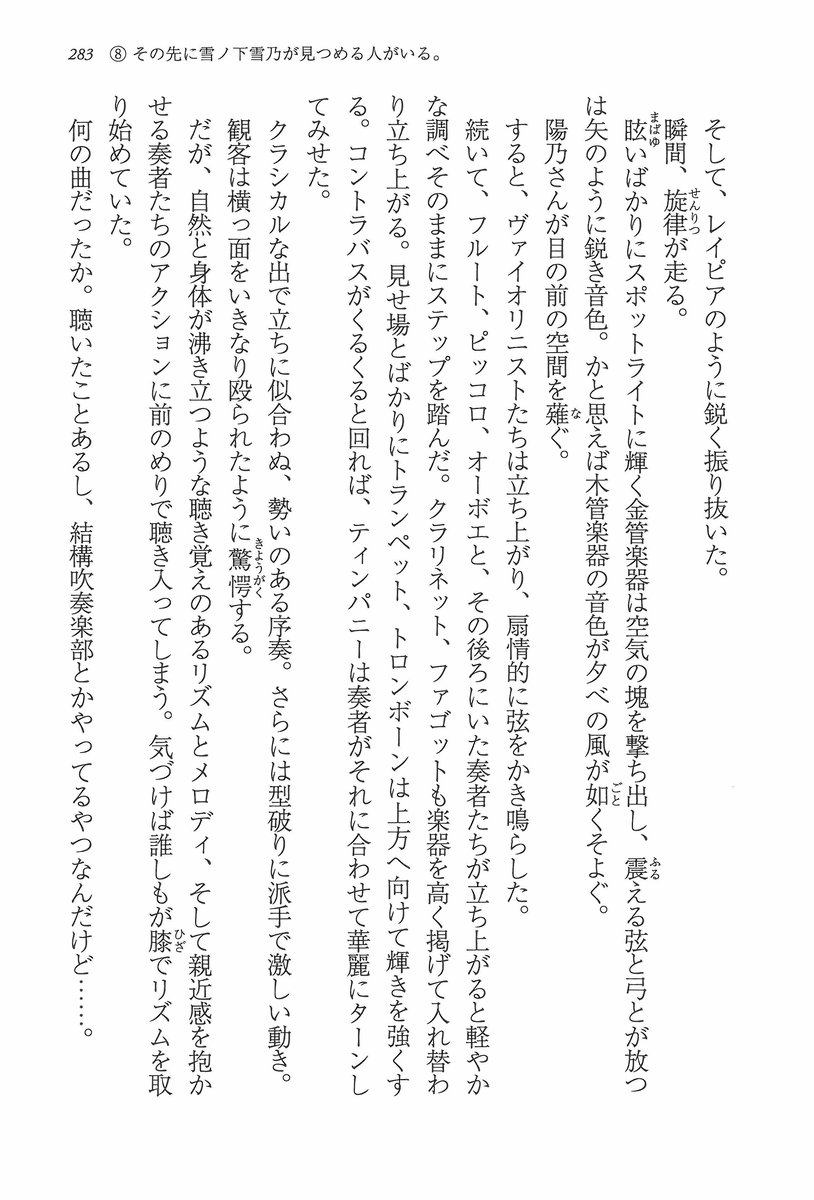 283 ⑧ その先に雪ノ下雪乃が見つめる人がいる。
そして、レイピアのように鋭く振り抜いた。
瞬間、旋律が走る。
眩いばかりにスポットライトに輝く金管楽器は空気の塊を撃ち出し、震える弦と弓とが放つ
は矢のように鋭き音色。かと思えば木管楽器の音色が夕べの風が如くそよぐ。
陽乃さんが目の前の空間を薙ぐ。
すると、ヴァイオリニストたちは立ち上がり、扇情的に弦をかき鳴らした。
続いて、フルート、ピッコロ、オーボエと、その後ろにいた奏者たちが立ち上がると軽やか
な調べそのままにステップを踏んだ。クラリネット、ファゴットも楽器を高く掲げて入れ替わ
り立ち上がる。見せ場とばかりにトランペット、トロンボーンは上方へ向けて輝きを強くす
る。コントラバスがくるくると回れば、ティンパニーは奏者がそれに合わせて華麗にターンし
てみせた。
クラシカルな出で立ちに似合わぬ、勢いのある序奏。さらには型破りに派手で激しい動き。
観客は横っ面をいきなり殴られたように驚愕する。
だが、自然と身体が沸き立つような聴き覚えのあるリズムとメロディ、そして親近感を抱か
せる奏者たちのアクションに前のめりで聴き入ってしまう。気づけば誰しもが膝でリズムを取
り始めていた。
何の曲だったか。聴いたことあるし、結構吹奏楽部とかやってるやつなんだけど……。